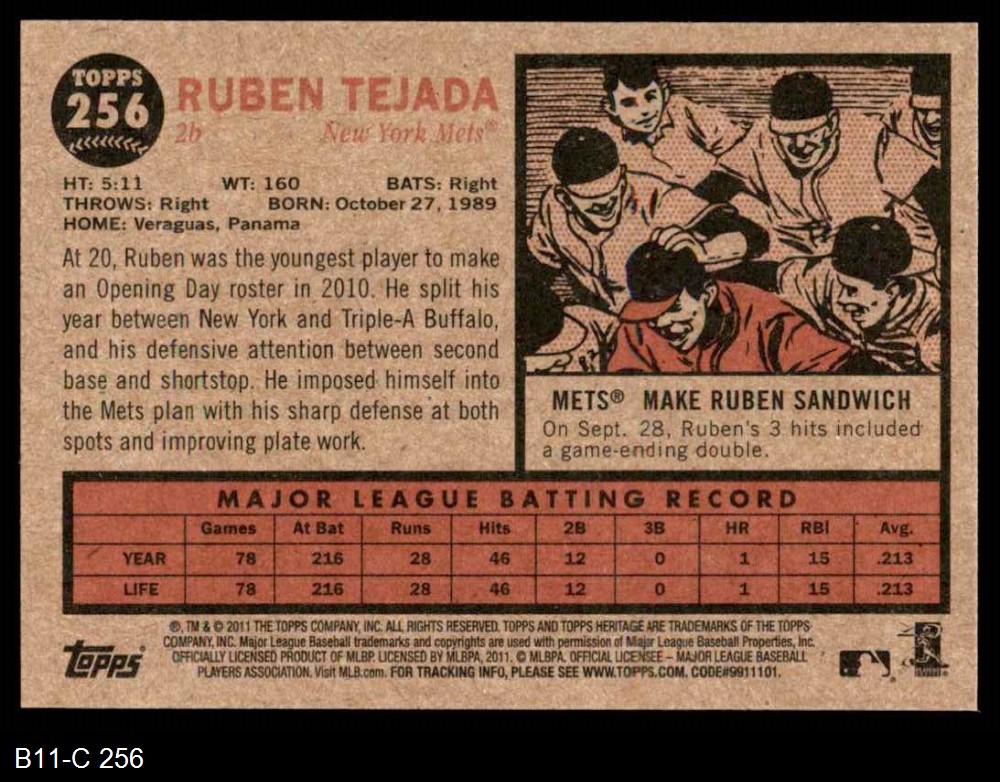 TOPPS
256
RUBEN TEJADA
2b New York Mets®
HT: 5:11 WT: 160 BATS: Right
THROWS: Right BORN: October 27, 1989
HOME: Veraguas, Panama
At 20, Ruben was the youngest player to make
an Opening Day roster in 2010. He split his
year between New York and Triple-A Buffalo,
and his defensive attention between second
base and shortstop. He imposed himself into
the Mets plan with his sharp defense at both
spots and improving plate work.
METS® MAKE RUBEN SANDWICH
On Sept. 28, Ruben's 3 hits included
a game-ending double.
MAJOR LEAGUE BATTING RECORD
Games At Bat Runs Hits 2B 3B HR RBI Avg.
YEAR 78 216 28 46 12 0 1 15 .213
LIFE 78 216 28 46 12 0 1 15 .213
®, TM & © 2011 THE TOPPS COMPANY, INC. ALL RIGHTS RESERVED. TOPPS AND TOPPS HERITAGE ARE TRADEMARKS OF THE TOPPS
COMPANY, INC. Major League Baseball trademarks and copyrights are used with permission of Major League Baseball Properties, Inc.
OFFICIALLY LICENSED PRODUCT OF MLBP. LICENSED BY MLBPA, 2011. © MLBPA. OFFICIAL LICENSEE – MAJOR LEAGUE BASEBALL
PLAYERS ASSOCIATION. Visit MLB.com. FOR TRACKING INFO, PLEASE SEE WWW.TOPPS.COM. CODE#9911101.
Topps
B11-C 256